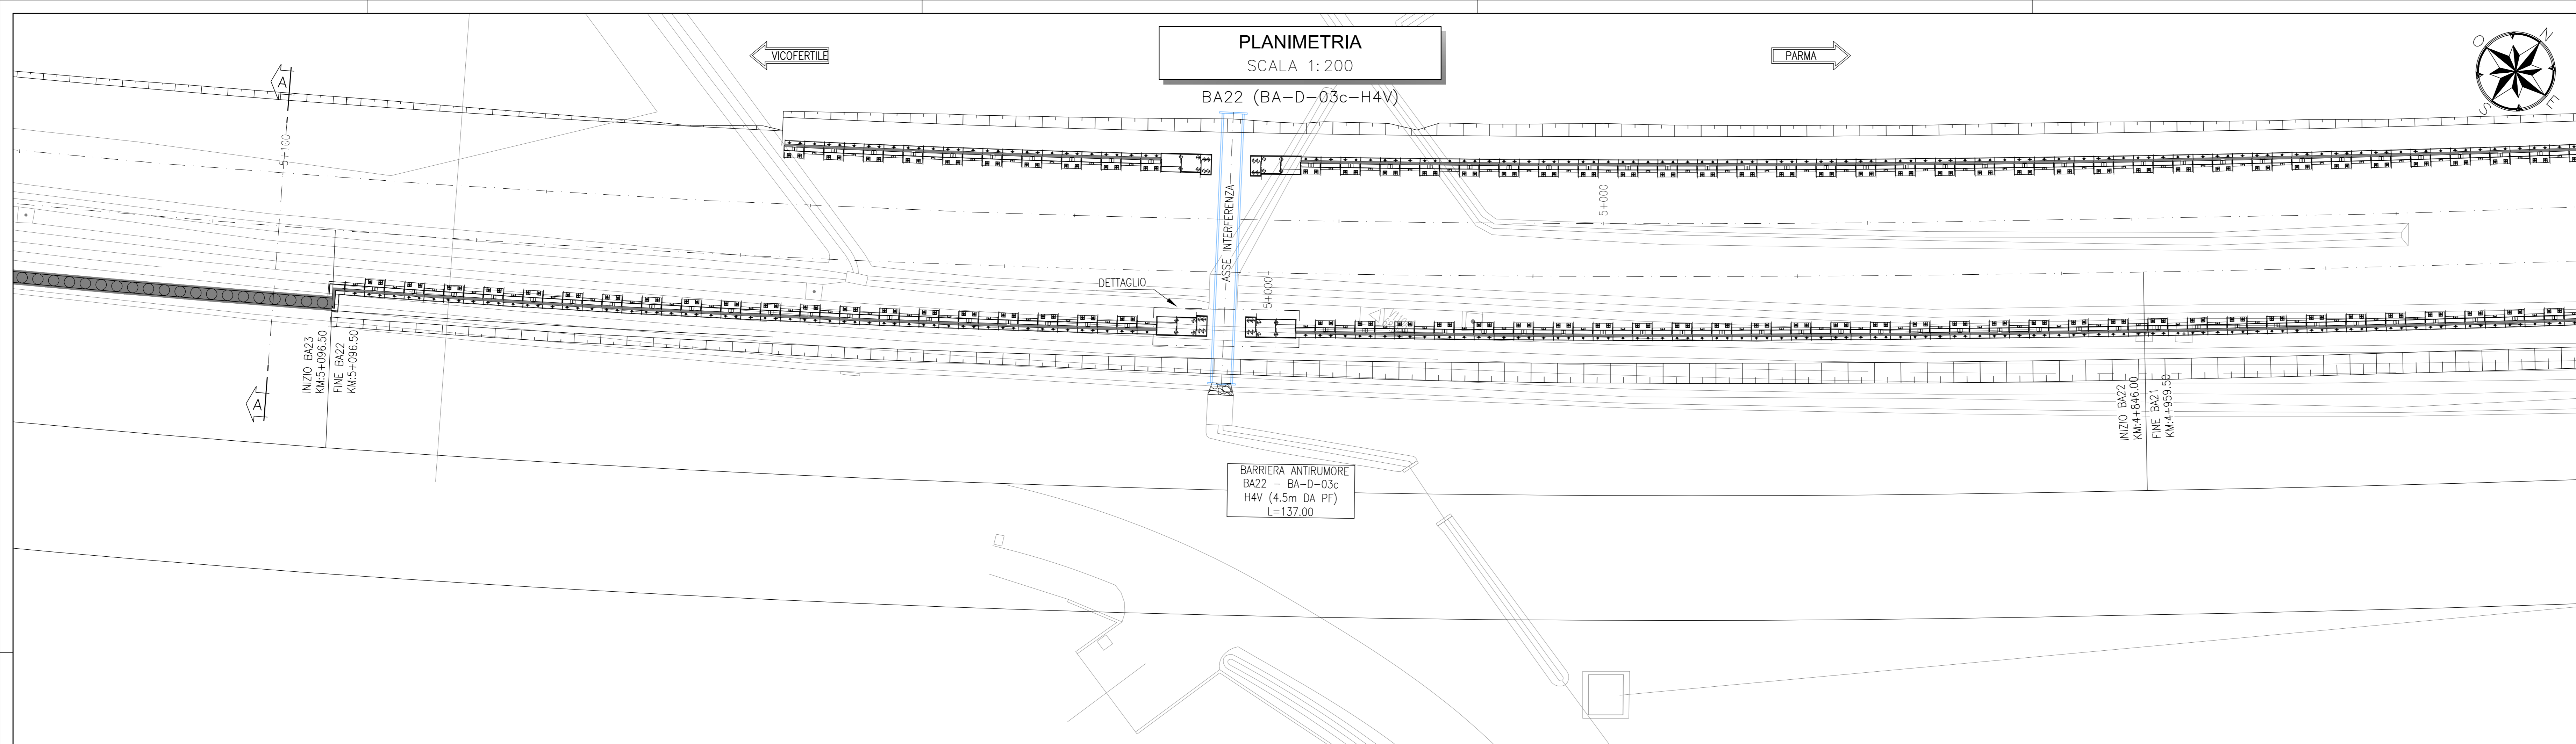 PLANIMETRIA
SCALA 1:200
BA22 (BA-D-03c-H4V)
VICOFERTILE
PARMA
N
O
E
S
A
5+100
A
INIZIO BA23
KM:5+096.50
FINE BA22
KM:5+096.50
DETTAGLIO
ASSE INTERFERENZA
5+000
5+000
INIZIO BA22
KM:4+846.00
FINE BA21
KM:4+959.50
BARRIERA ANTIRUMORE
BA22 - BA-D-03c
H4V (4.5m DA PF)
L=137.00